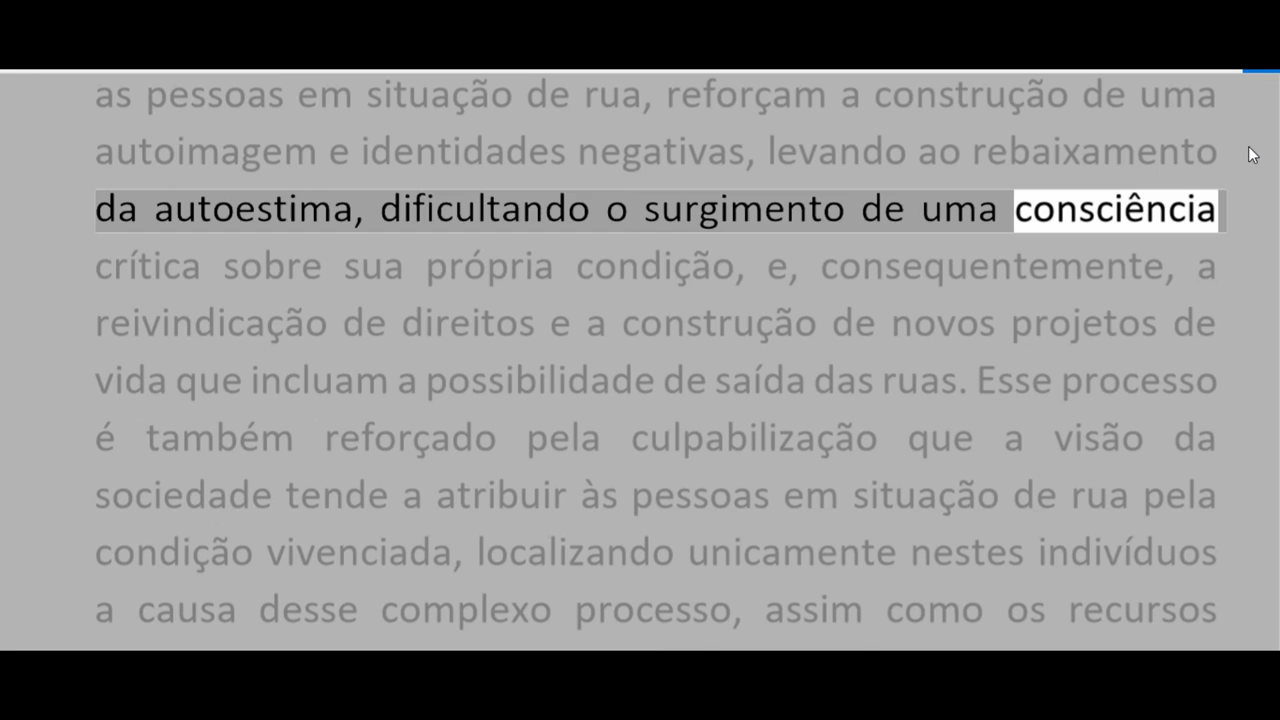 as pessoas em situação de rua, reforçam a construção de uma
autoimagem e identidades negativas, levando ao rebaixamento
da autoestima, dificultando o surgimento de uma consciência
crítica sobre sua própria condição, e, consequentemente, a
reivindicação de direitos e a construção de novos projetos de
vida que incluam a possibilidade de saída das ruas. Esse processo
é também reforçado pela culpabilização que a visão da
sociedade tende a atribuir às pessoas em situação de rua pela
condição vivenciada, localizando unicamente nestes indivíduos
a causa desse complexo processo, assim como os recursos